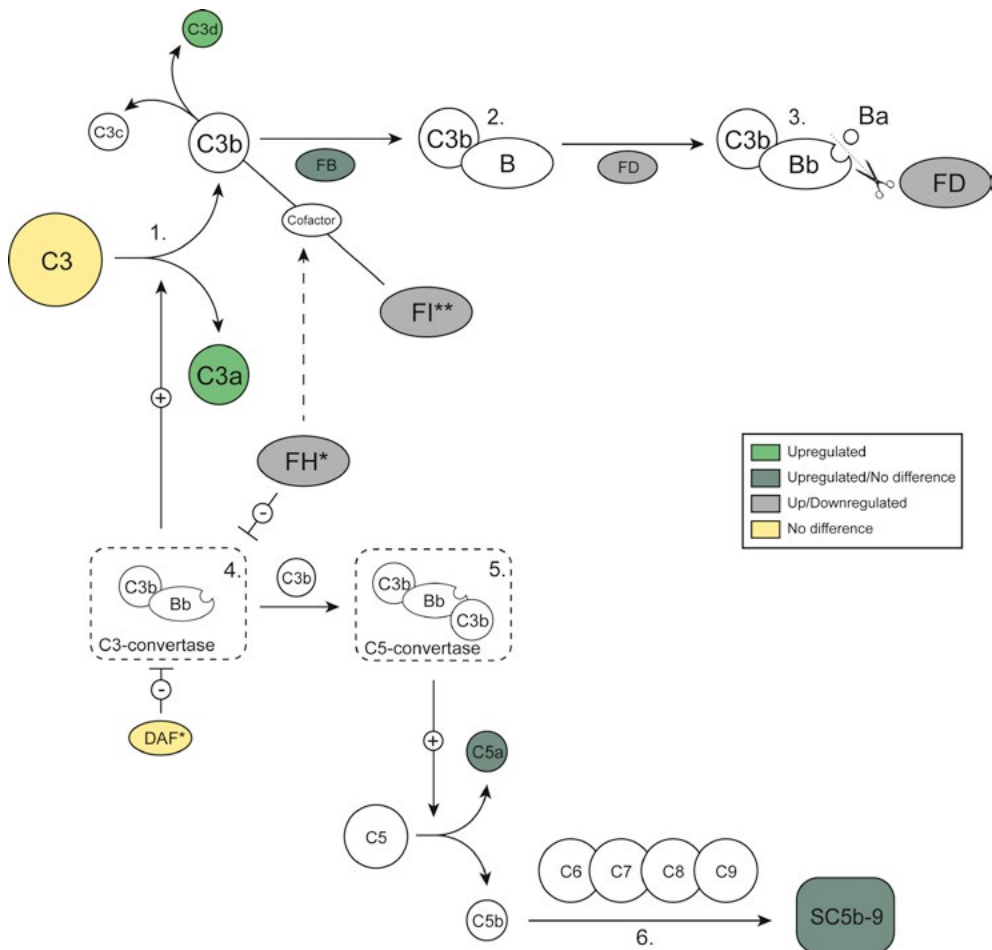 C3d
C3c
C3b
FB
2.
C3b
B
FD
3.
C3b
Bb
Ba
FD
Cofactor
FI**
1.
C3
C3a
+
FH*
-
Upregulated
Upregulated/No difference
Up/Downregulated
No difference
4.
C3b
Bb
C3-convertase
C3b
5.
C3b
Bb
C3b
C5-convertase
-
DAF*
+
C5a
C5
C5b
C6
C7
C8
C9
6.
SC5b-9